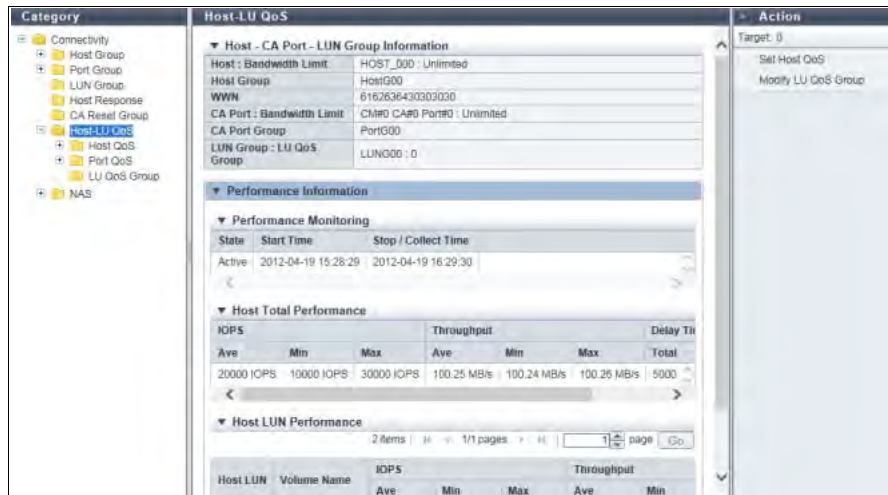 Category
Connectivity
Host Group
Port Group
LUN Group
Host Response
CA Reset Group
Host-LU QoS
Host QoS
Port QoS
LU QoS Group
NAS
Host-LU QoS
Host - CA Port - LUN Group Information
Host : Bandwidth Limit HOST_000 : Unlimited
Host Group HostG00
WWN 6162636430303030
CA Port : Bandwidth Limit CM#0 CA#0 Port#0 : Unlimited
CA Port Group PortG00
LUN Group : LU QoS Group LUNG00 : 0
Performance Information
Performance Monitoring
State Start Time Stop / Collect Time
Active 2012-04-19 15:28:29 2012-04-19 16:29:30
Host Total Performance
IOPS Throughput Delay Tim
Ave Min Max Ave Min Max Total
20000 IOPS 10000 IOPS 30000 IOPS 100.25 MB/s 100.24 MB/s 100.26 MB/s 5000
Host LUN Performance
2 items 1/1 pages 1 page Go
Host LUN Volume Name IOPS Throughput
Ave Min Max Ave Min
Action
Target: 0
Set Host QoS
Modify LU QoS Group